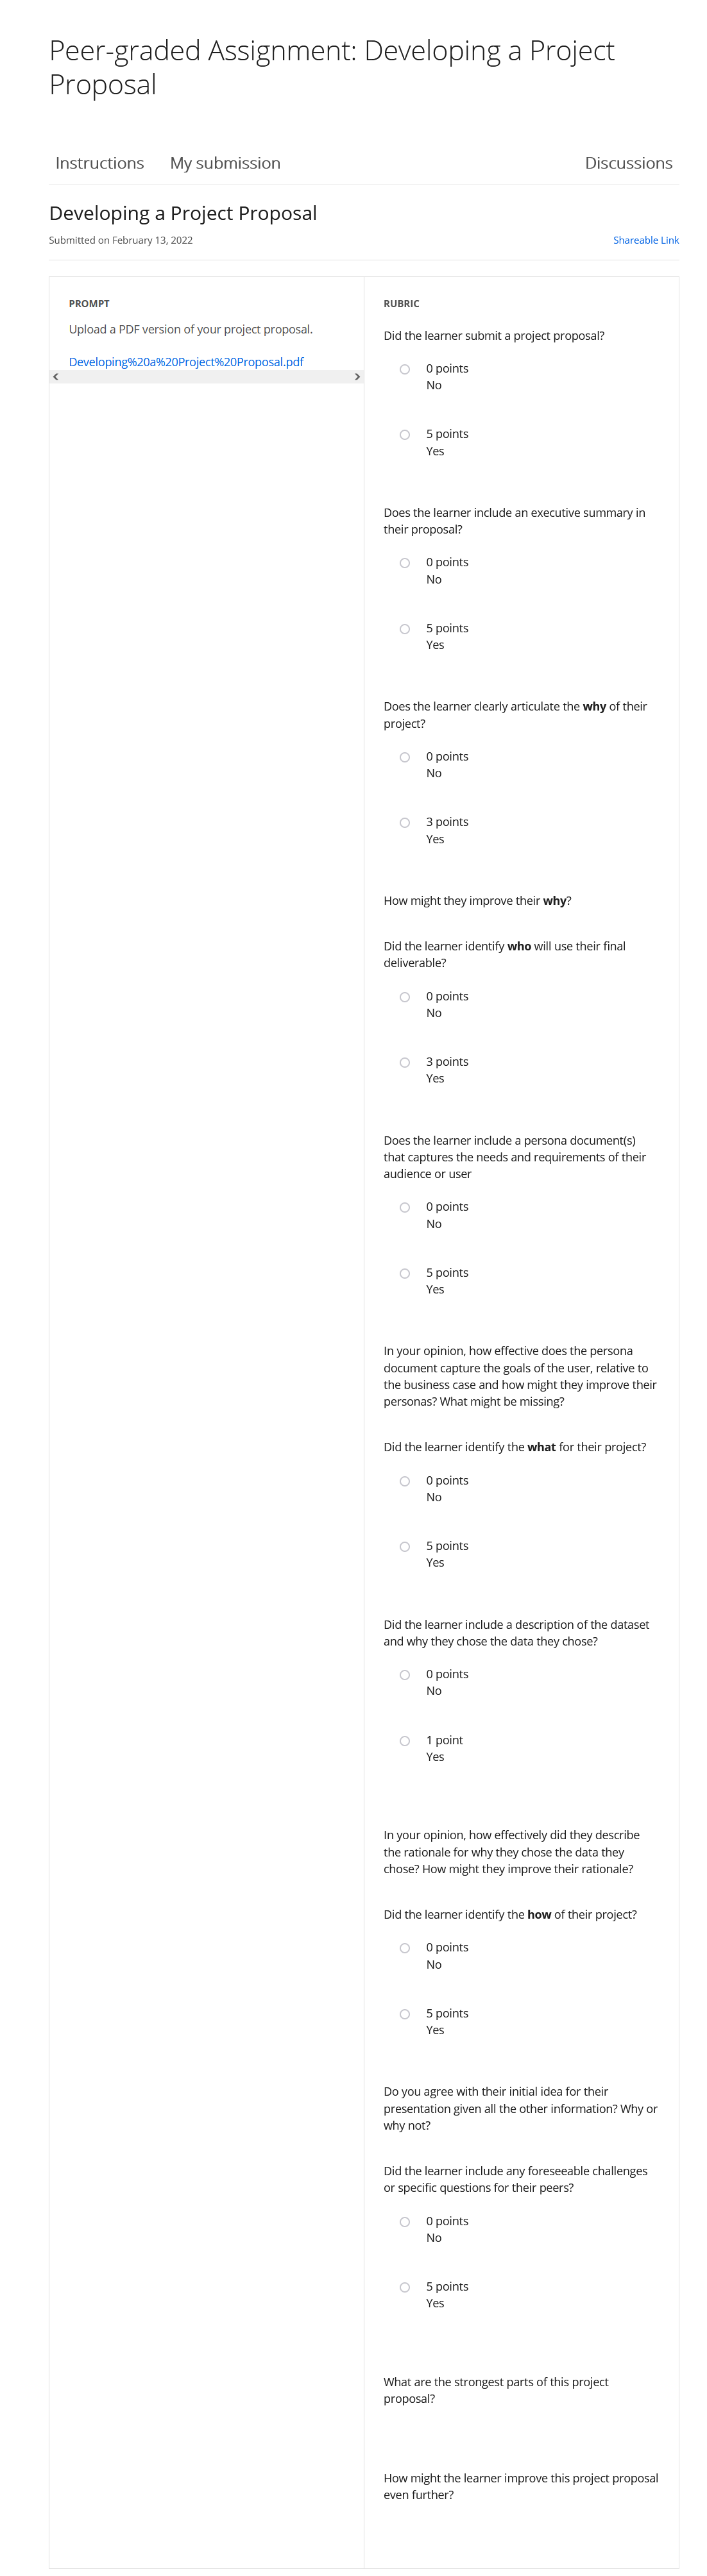 Peer-graded Assignment: Developing a Project
Proposal
Instructions My submission Discussions
Developing a Project Proposal
Submitted on February 13, 2022 Shareable Link
PROMPT
Upload a PDF version of your project proposal.
Developing%20a%20Project%20Proposal.pdf
RUBRIC
Did the learner submit a project proposal?
0 points
No
5 points
Yes
Does the learner include an executive summary in
their proposal?
0 points
No
5 points
Yes
Does the learner clearly articulate the why of their
project?
0 points
No
3 points
Yes
How might they improve their why?
Did the learner identify who will use their final
deliverable?
0 points
No
3 points
Yes
Does the learner include a persona document(s)
that captures the needs and requirements of their
audience or user
0 points
No
5 points
Yes
In your opinion, how effective does the persona
document capture the goals of the user, relative to
the business case and how might they improve their
personas? What might be missing?
Did the learner identify the what for their project?
0 points
No
5 points
Yes
Did the learner include a description of the dataset
and why they chose the data they chose?
0 points
No
1 point
Yes
In your opinion, how effectively did they describe
the rationale for why they chose the data they
chose? How might they improve their rationale?
Did the learner identify the how of their project?
0 points
No
5 points
Yes
Do you agree with their initial idea for their
presentation given all the other information? Why or
why not?
Did the learner include any foreseeable challenges
or specific questions for their peers?
0 points
No
5 points
Yes
What are the strongest parts of this project
proposal?
How might the learner improve this project proposal
even further?